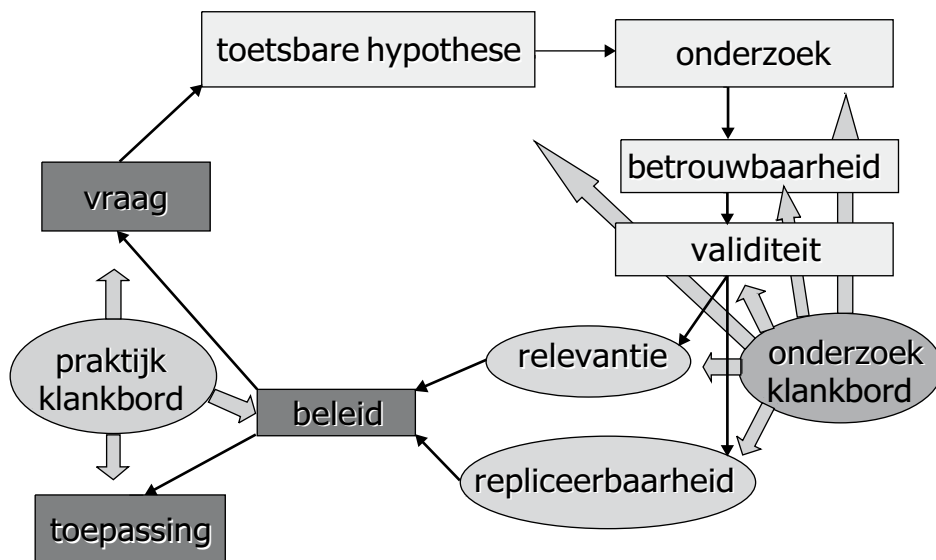 toetsbare hypothese
onderzoek
betrouwbaarheid
vraag
validiteit
relevantie
praktijk
klankbord
onderzoek
klankbord
beleid
repliceerbaarheid
toepassing